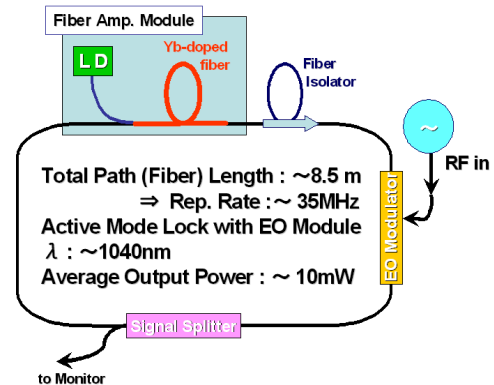 Fiber Amp. Module
LD
Yb-doped
fiber
Fiber
Isolator
~
RF in
Total Path (Fiber) Length : ~8.5 m
⇒ Rep. Rate :~ 35MHz
Active Mode Lock with EO Module
λ : ~1040nm
Average Output Power : ~ 10mW
EO Modulator
Signal Splitter
to Monitor